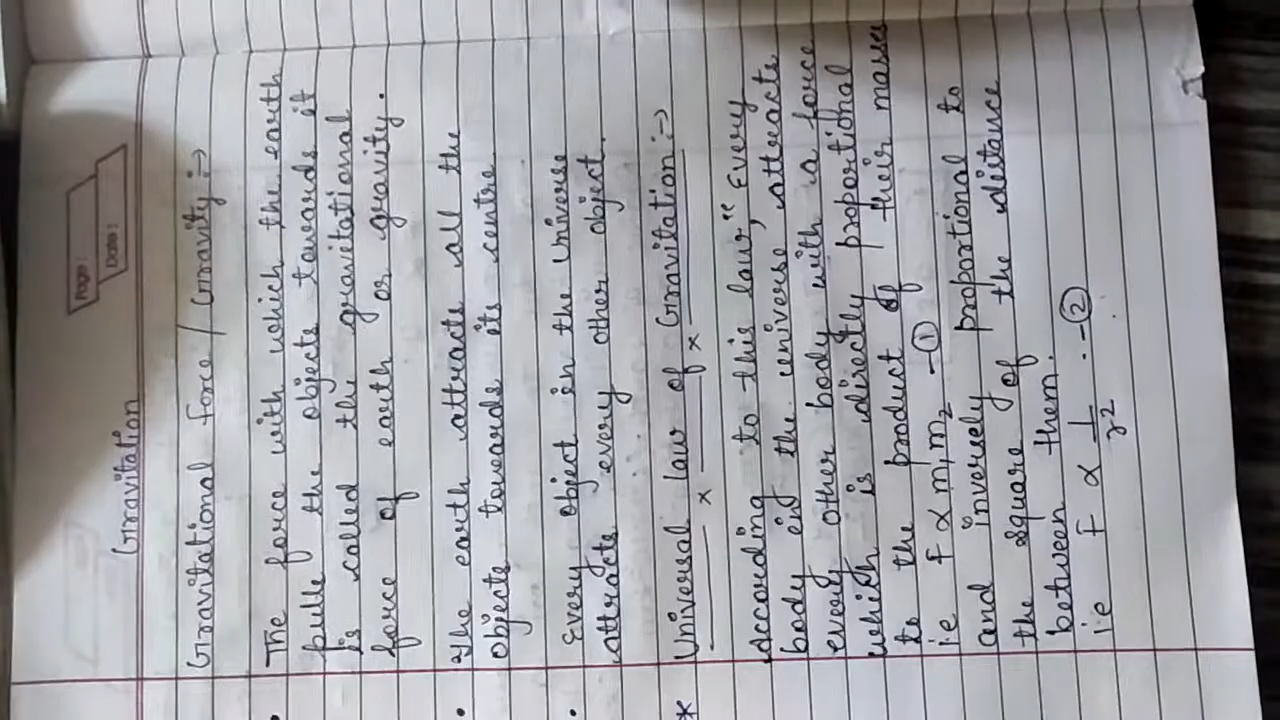 Page:
Date:
Gravitation
Gravitational Force / Gravity :→
• The force with which the earth
pulls the objects towards it
is called the gravitational
force of earth or gravity.
• The earth attracts all the
objects towards its centre
• Every object in the universe
attracts every other object.
* Universal law of Gravitation :→
According to this law, " Every
body in the universe attracts
every other body with a force
which is directly proportional
to the product of their masses
i.e F ∝ m₁m₂ –①
and inversely proportional to
the square of the distance
between them.
i.e F ∝ 1/r² . –②